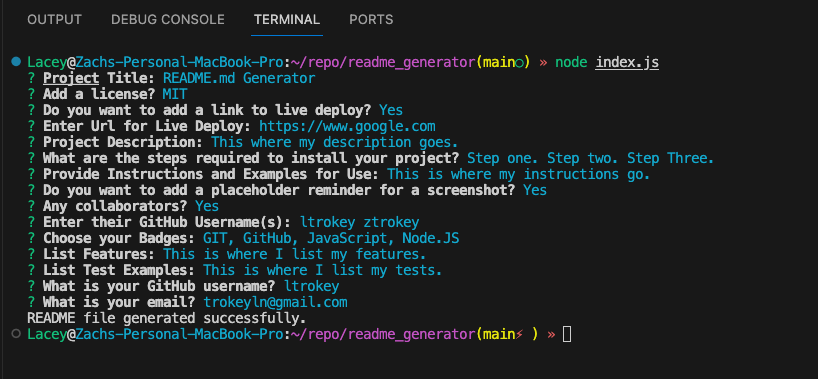 OUTPUT DEBUG CONSOLE TERMINAL PORTS
Lacey@Zachs-Personal-MacBook-Pro:~/repo/readme_generator(main○) » node index.js
? Project Title: README.md Generator
? Add a license? MIT
? Do you want to add a link to live deploy? Yes
? Enter Url for Live Deploy: https://www.google.com
? Project Description: This where my description goes.
? What are the steps required to install your project? Step one. Step two. Step Three.
? Provide Instructions and Examples for Use: This is where my instructions go.
? Do you want to add a placeholder reminder for a screenshot? Yes
? Any collaborators? Yes
? Enter their GitHub Username(s): ltrokey ztrokey
? Choose your Badges: GIT, GitHub, JavaScript, Node.JS
? List Features: This is where I list my features.
? List Test Examples: This is where I list my tests.
? What is your GitHub username? ltrokey
? What is your email? trokeyln@gmail.com
README file generated successfully.
Lacey@Zachs-Personal-MacBook-Pro:~/repo/readme_generator(main⚡ ) »